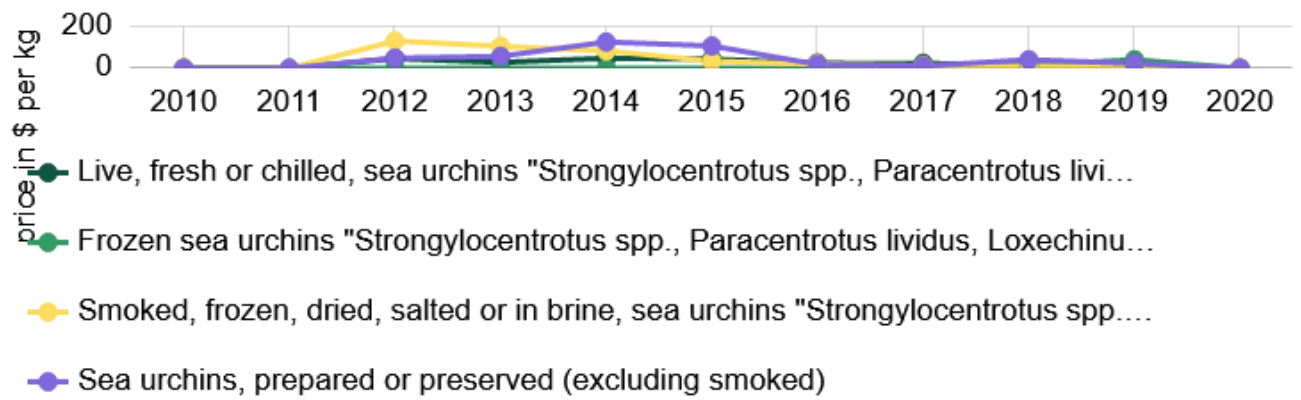 200
0
price in $ per kg
2010 2011 2012 2013 2014 2015 2016 2017 2018 2019 2020
Live, fresh or chilled, sea urchins "Strongylocentrotus spp., Paracentrotus livi…
Frozen sea urchins "Strongylocentrotus spp., Paracentrotus lividus, Loxechinu…
Smoked, frozen, dried, salted or in brine, sea urchins "Strongylocentrotus spp.…
Sea urchins, prepared or preserved (excluding smoked)